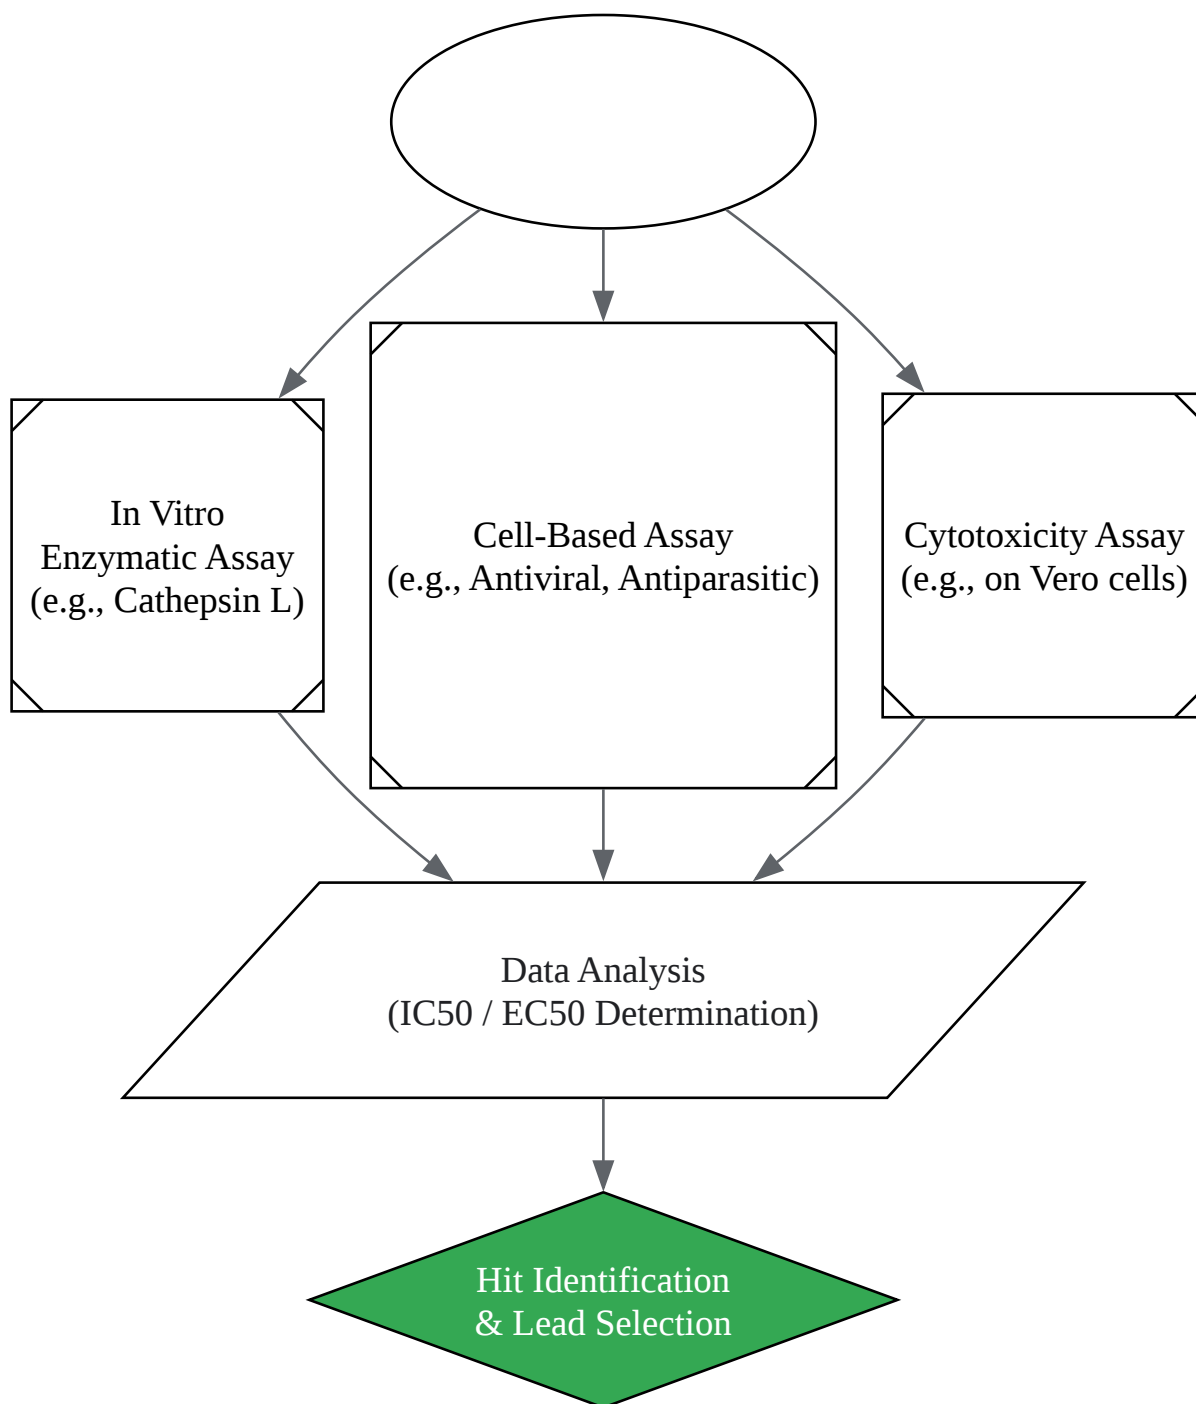 In Vitro
Enzymatic Assay
(e.g., Cathepsin L)
Cell-Based Assay
(e.g., Antiviral, Antiparasitic)
Cytotoxicity Assay
(e.g., on Vero cells)
Data Analysis
(IC50 / EC50 Determination)
Hit Identification
& Lead Selection